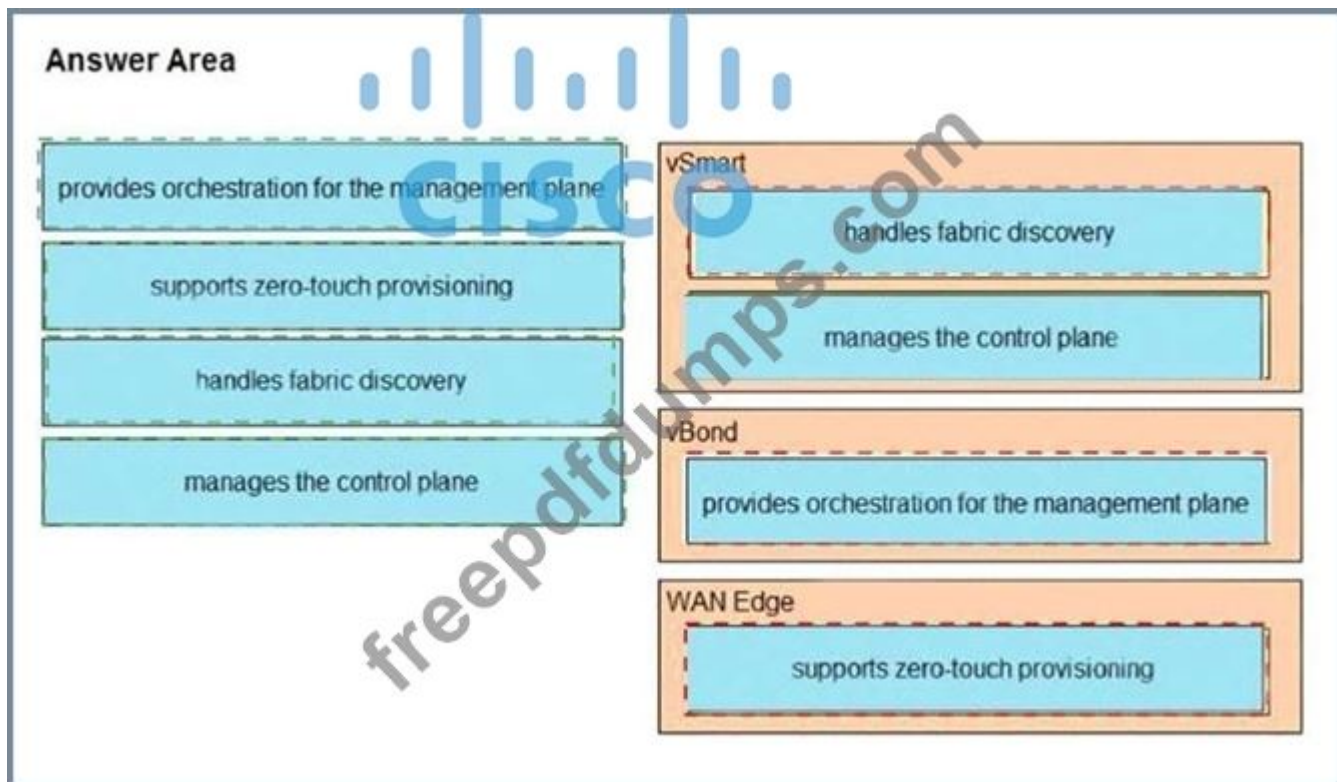 Answer Area
CISCO
provides orchestration for the management plane
supports zero-touch provisioning
handles fabric discovery
manages the control plane
vSmart
handles fabric discovery
manages the control plane
vBond
provides orchestration for the management plane
WAN Edge
supports zero-touch provisioning
freepdfdumps.com